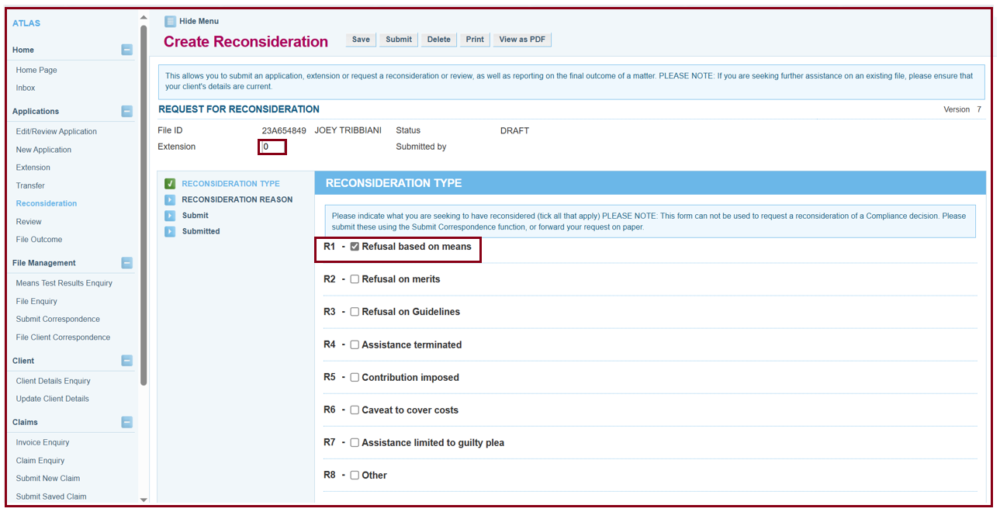 ATLAS
Home
Home Page
Inbox
Applications
Edit/Review Application
New Application
Extension
Transfer
Reconsideration
Review
File Outcome
File Management
Means Test Results Enquiry
File Enquiry
Submit Correspondence
File Client Correspondence
Client
Client Details Enquiry
Update Client Details
Claims
Invoice Enquiry
Claim Enquiry
Submit New Claim
Submit Saved Claim
Hide Menu
Create Reconsideration Save Submit Delete Print View as PDF
This allows you to submit an application, extension or request a reconsideration or review, as well as reporting on the final outcome of a matter. PLEASE NOTE: If you are seeking further assistance on an existing file, please ensure that
your client's details are current.
REQUEST FOR RECONSIDERATION Version 7
File ID 23A654849 JOEY TRIBBIANI Status DRAFT
Extension 0 Submitted by
RECONSIDERATION TYPE
RECONSIDERATION REASON
Submit
Submitted
RECONSIDERATION TYPE
Please indicate what you are seeking to have reconsidered (tick all that apply) PLEASE NOTE: This form can not be used to request a reconsideration of a Compliance decision. Please
submit these using the Submit Correspondence function, or forward your request on paper.
R1 - Refusal based on means
R2 - Refusal on merits
R3 - Refusal on Guidelines
R4 - Assistance terminated
R5 - Contribution imposed
R6 - Caveat to cover costs
R7 - Assistance limited to guilty plea
R8 - Other